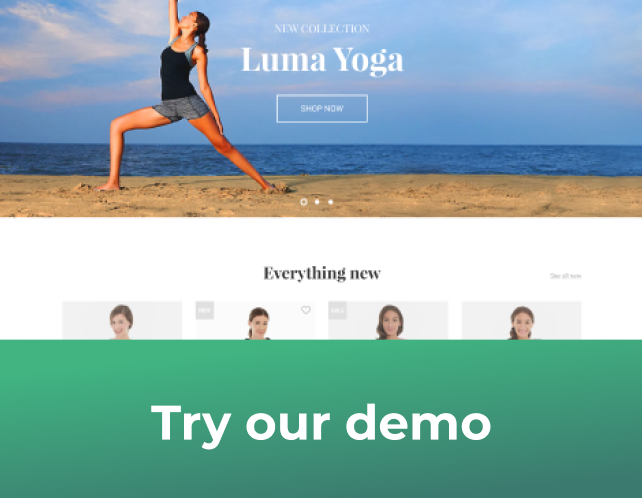 NEW COLLECTION
Luma Yoga
SHOP NOW
Everything new
See all new
NEW
SALE
Try our demo